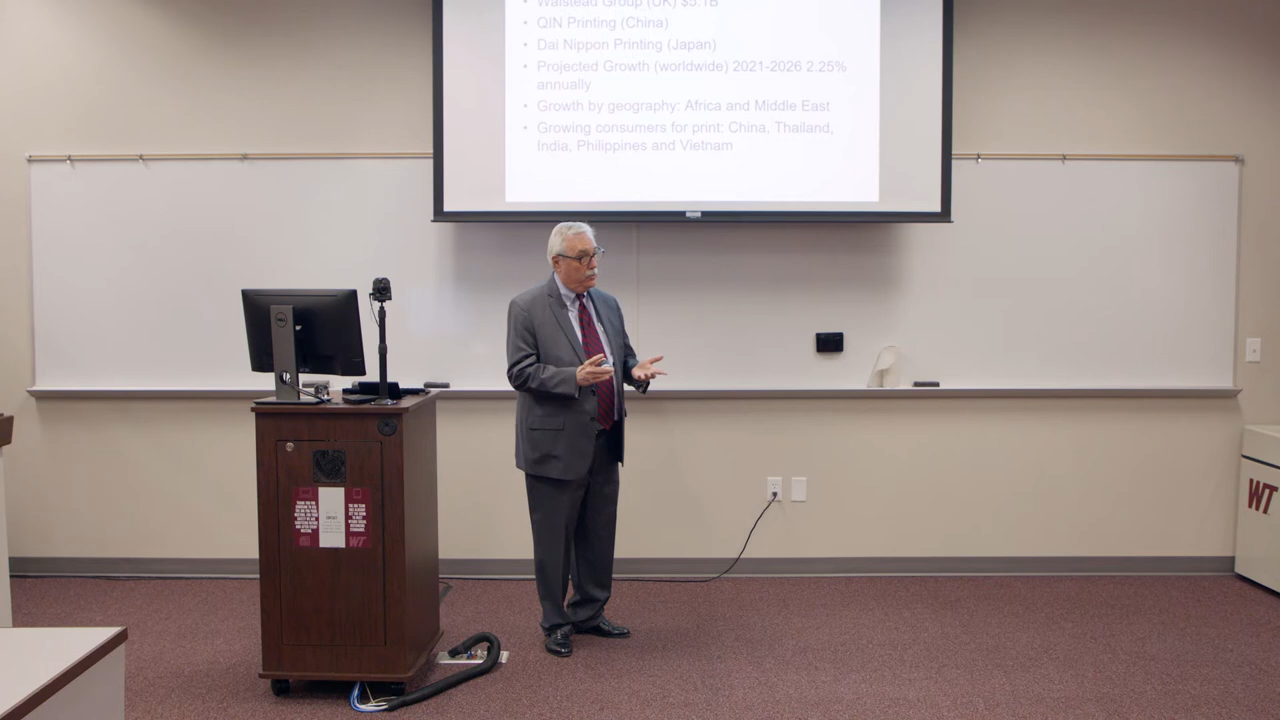 Walstead Group (UK) $5.1B
• QIN Printing (China)
• Dai Nippon Printing (Japan)
• Projected Growth (worldwide) 2021-2026 2.25%
annually
• Growth by geography: Africa and Middle East
• Growing consumers for print: China, Thailand,
India, Philippines and Vietnam
DELL
WT
WT